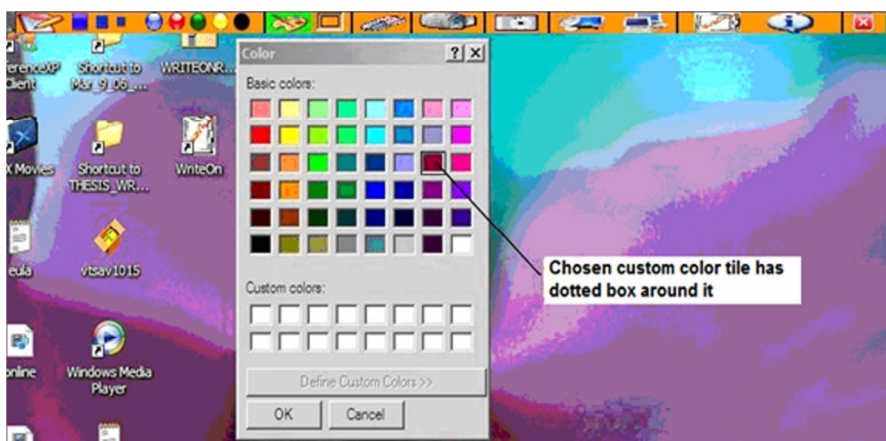 Color
? X
Basic colors:
Shortcut to
Mar_9_06_...
WRITEONR...
Client
X Movies
Shortcut to
THESIS_WR...
WriteOn
eula
vtsav1015
Chosen custom color tile has
dotted box around it
Custom colors:
online
Windows Media
Player
Define Custom Colors >>
OK
Cancel